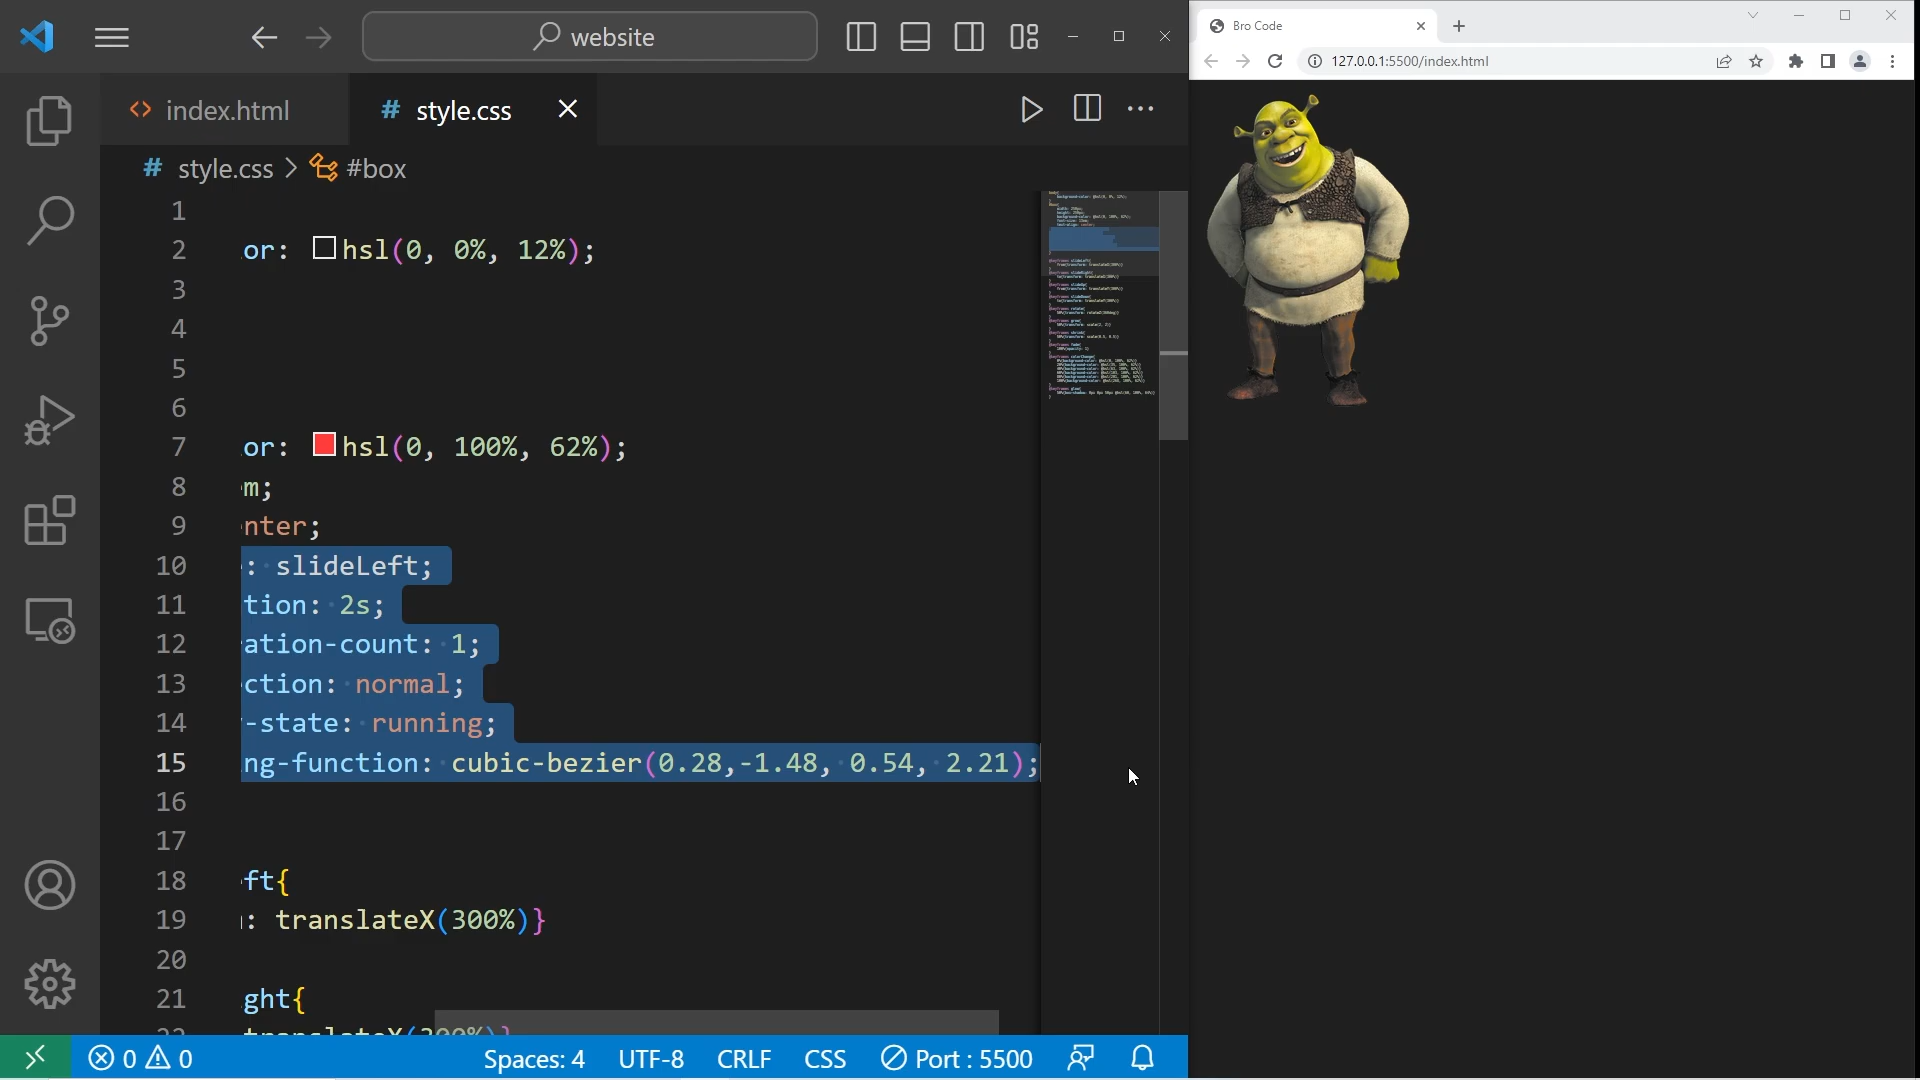 website
index.html
# style.css
# style.css > #box
1
2 or: hsl(0, 0%, 12%);
3
4
5
6
7 or: hsl(0, 100%, 62%);
8 m;
9 nter;
10 : slideLeft;
11 tion: 2s;
12 ation-count: 1;
13 ction: normal;
14 -state: running;
15 ng-function: cubic-bezier(0.28,-1.48, 0.54, 2.21);
16
17
18 ft{
19 : translateX(300%)}
20
21 ght{
22 translateX(300%)}
0 0
Spaces: 4 UTF-8 CRLF CSS Port : 5500
Bro Code
127.0.0.1:5500/index.html